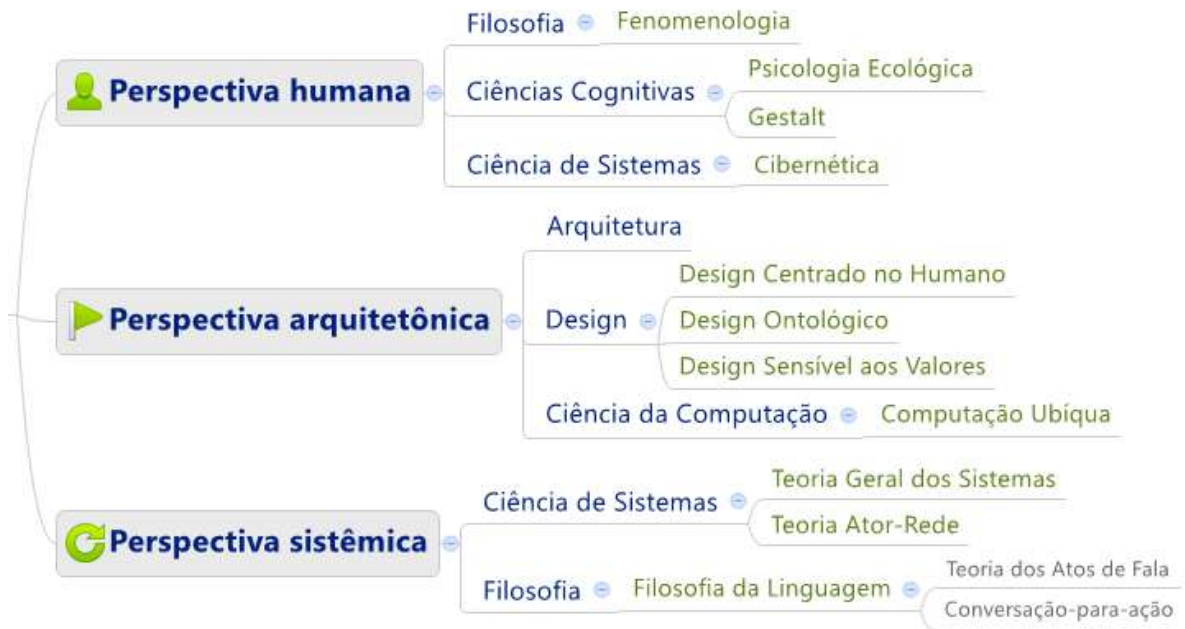 Filosofia
Fenomenologia
Perspectiva humana
Ciências Cognitivas
Psicologia Ecológica
Gestalt
Ciência de Sistemas
Cibernética
Arquitetura
Perspectiva arquitetônica
Design
Design Centrado no Humano
Design Ontológico
Design Sensível aos Valores
Ciência da Computação
Computação Ubíqua
Perspectiva sistêmica
Ciência de Sistemas
Teoria Geral dos Sistemas
Teoria Ator-Rede
Filosofia
Filosofia da Linguagem
Teoria dos Atos de Fala
Conversação-para-ação